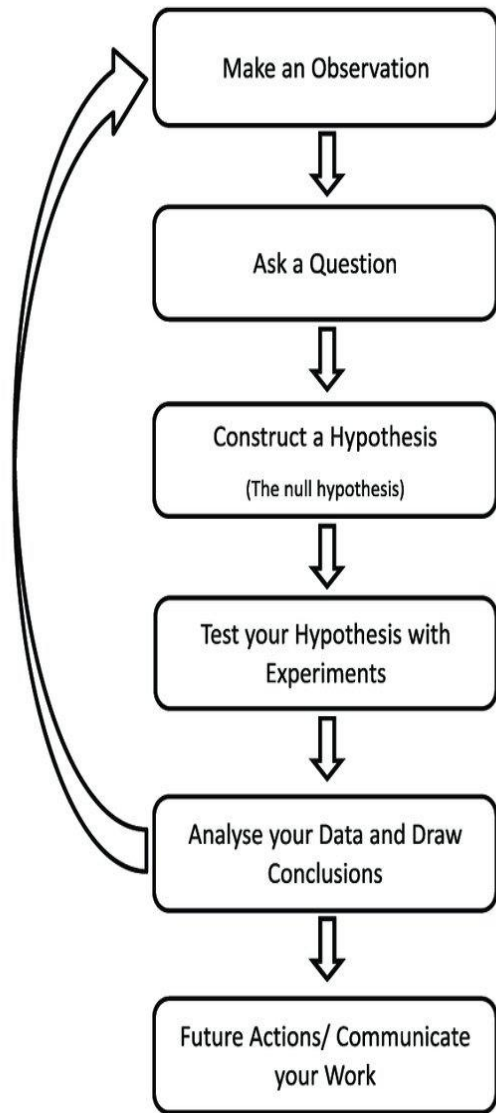 Make an Observation
Ask a Question
Construct a Hypothesis
(The null hypothesis)
Test your Hypothesis with
Experiments
Analyse your Data and Draw
Conclusions
Future Actions/ Communicate
your Work